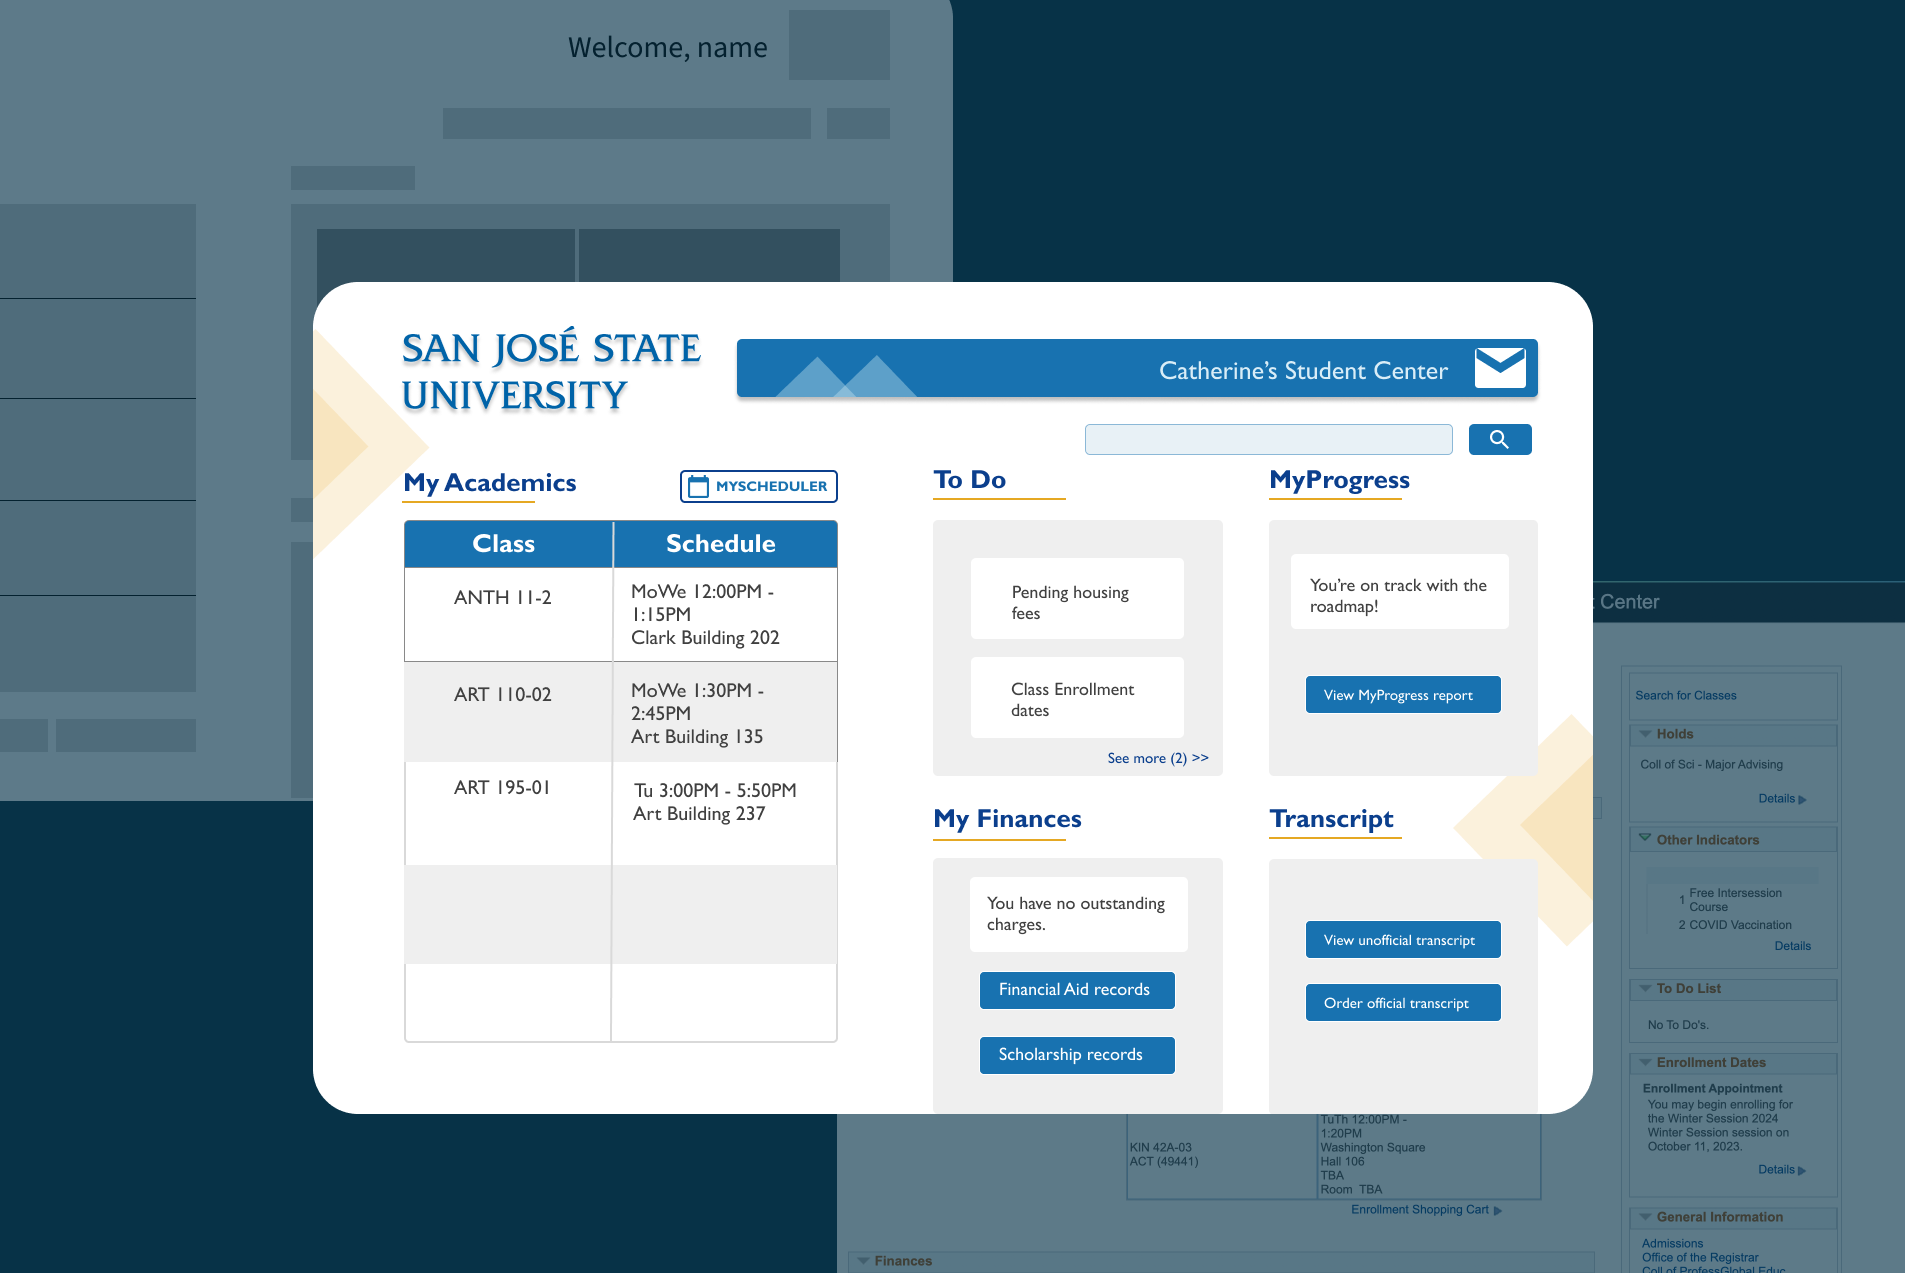 Welcome, name
SAN JOSÉ STATE
UNIVERSITY
Catherine's Student Center
My Academics
MYSCHEDULER
Class
Schedule
ANTH 11-2
MoWe 12:00PM -
1:15PM
Clark Building 202
ART 110-02
MoWe 1:30PM -
2:45PM
Art Building 135
ART 195-01
Tu 3:00PM - 5:50PM
Art Building 237
To Do
Pending housing
fees
Class Enrollment
dates
See more (2) >>
MyProgress
You're on track with the
roadmap!
View MyProgress report
My Finances
You have no outstanding
charges.
Financial Aid records
Scholarship records
Transcript
View unofficial transcript
Order official transcript
Center
Search for Classes
Holds
Coll of Sci - Major Advising
Details
Other Indicators
1 Free Intersession
Course
2 COVID Vaccination
Details
To Do List
No To Do's.
Enrollment Dates
Enrollment Appointment
You may begin enrolling for
the Winter Session 2024
Winter Session session on
October 11, 2023.
Details
General Information
Admissions
Office of the Registrar
Coll of ProfessGlobal Educ
KIN 42A-03
ACT (49441)
TuTh 12:00PM -
1:20PM
Washington Square
Hall 106
TBA
Room TBA
Enrollment Shopping Cart
Finances